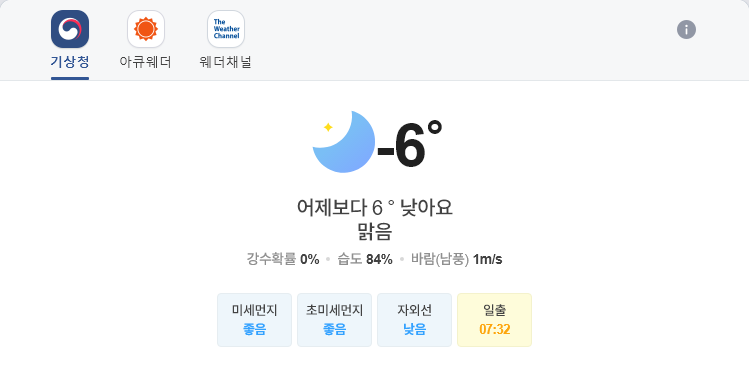 The
Weather
Channel
기상청 아큐웨더 웨더채널
i
-6°
어제보다 6 ° 낮아요
맑음
강수확률 0% • 습도 84% • 바람(남풍) 1m/s
미세먼지 초미세먼지 자외선 일출
좋음 좋음 낮음 07:32